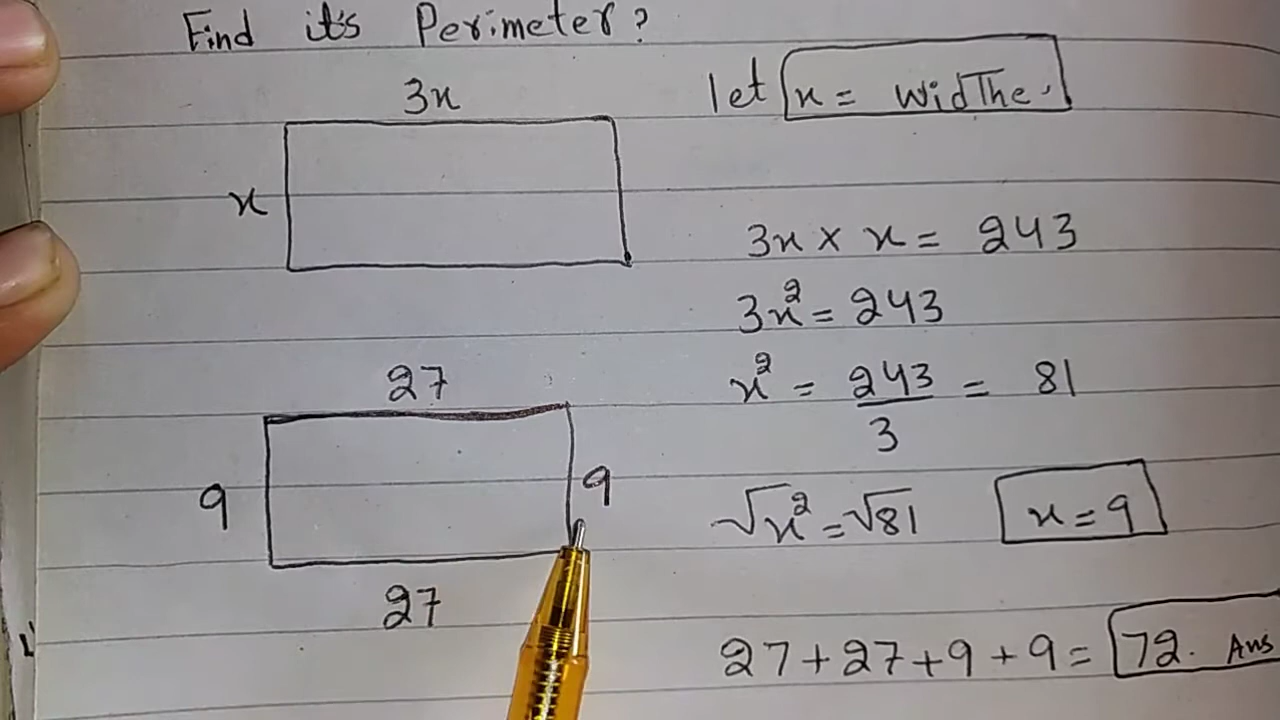 Find it's Perimeter?
3x
let x = widThe.
x
3x × x = 243
3x² = 243
27
x² = 243/3 = 81
9
9
√x² = √81
x = 9
27
27+27+9+9= 72. Ans